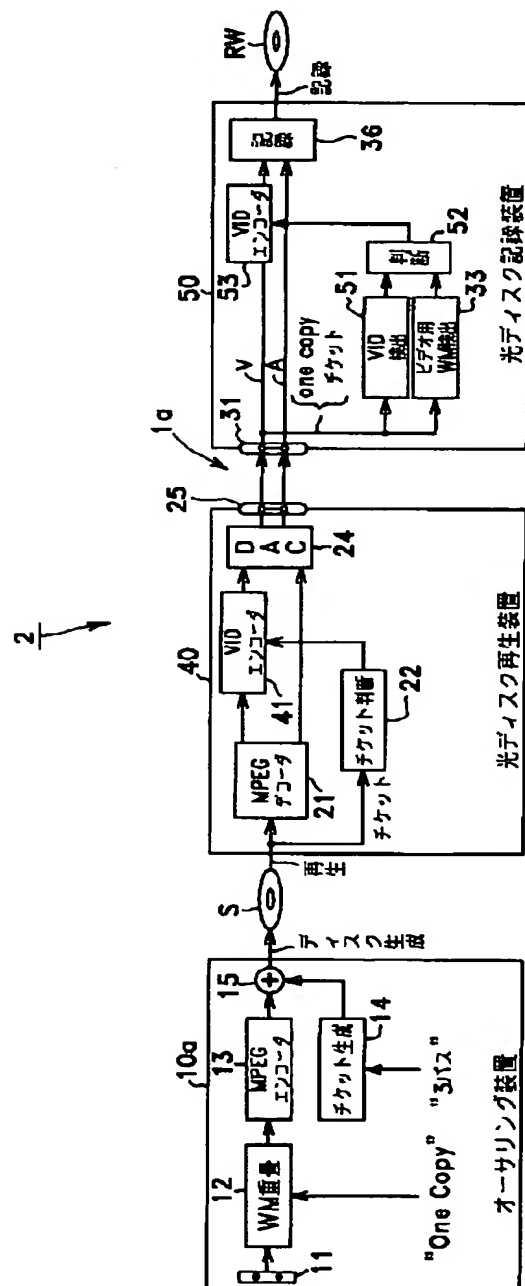 2
10a
11
12
WM重畳
13
MPEG
エンコーダ
15
14
チケット生成
"One Copy"
"3パス"
オーサリング装置
ディスク生成
S
再生
チケット
40
21
MPEG
デコーダ
41
VID
エンコーダ
22
チケット判断
24
DAC
25
光ディスク再生装置
1a
31
50
V
A
one copy
チケット
53
VID
エンコーダ
51
VID
検出
ビデオ用
WM検出
33
52
判断
36
記録
RW
光ディスク記録装置